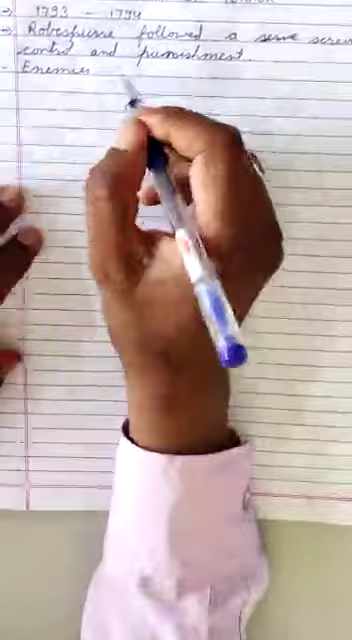 → 1793 - 1794
→ Robespierre followed a
control and punishment.
- Enemies